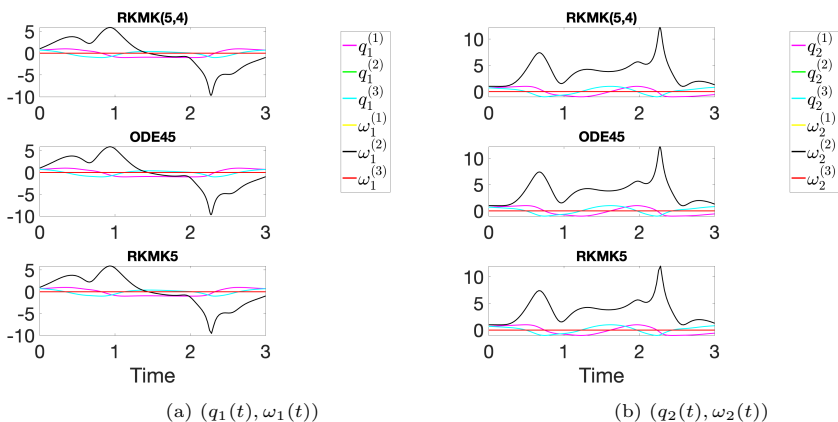 RKMK(5,4)
5
0
-5
-10
0 1 2 3
ODE45
5
0
-5
-10
0 1 2 3
RKMK5
5
0
-5
-10
0 1 2 3
Time
q₁⁽¹⁾
q₁⁽²⁾
q₁⁽³⁾
ω₁⁽¹⁾
ω₁⁽²⁾
ω₁⁽³⁾
(a) (q₁(t), ω₁(t))
RKMK(5,4)
10
5
0
0 1 2 3
ODE45
10
5
0
0 1 2 3
RKMK5
10
5
0
0 1 2 3
Time
q₂⁽¹⁾
q₂⁽²⁾
q₂⁽³⁾
ω₂⁽¹⁾
ω₂⁽²⁾
ω₂⁽³⁾
(b) (q₂(t), ω₂(t))